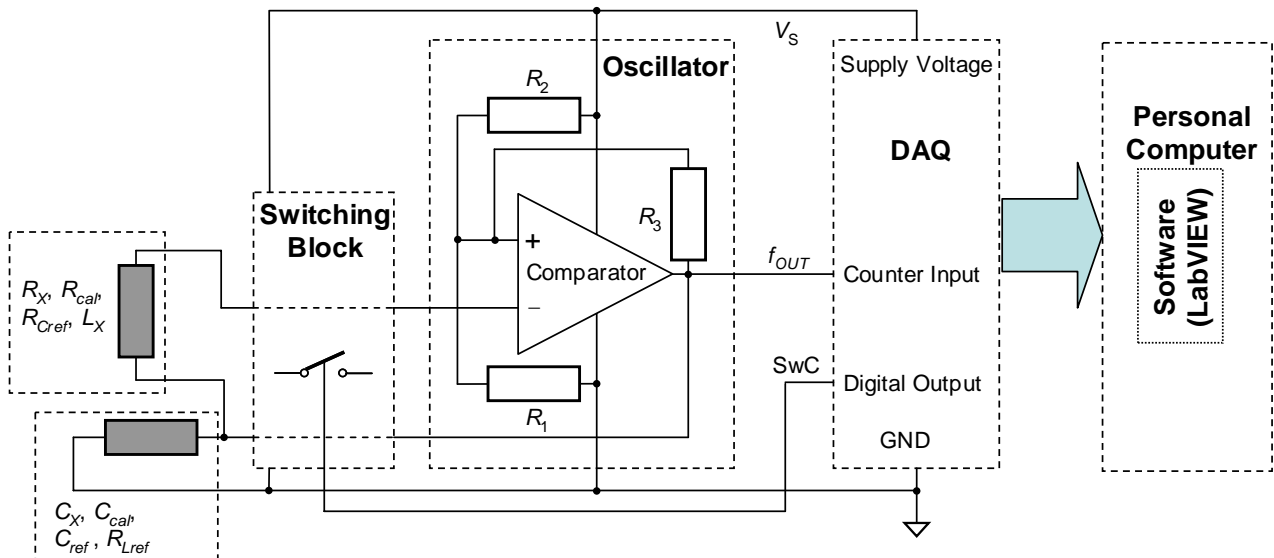 V_S
Oscillator
Supply Voltage
R_2
DAQ
Personal
Computer
Software
(LabVIEW)
Switching
Block
R_3
+
Comparator
f_OUT
Counter Input
R_X, R_cal,
R_Cref, L_X
−
SwC
Digital Output
R_1
GND
C_X, C_cal,
C_ref, R_Lref